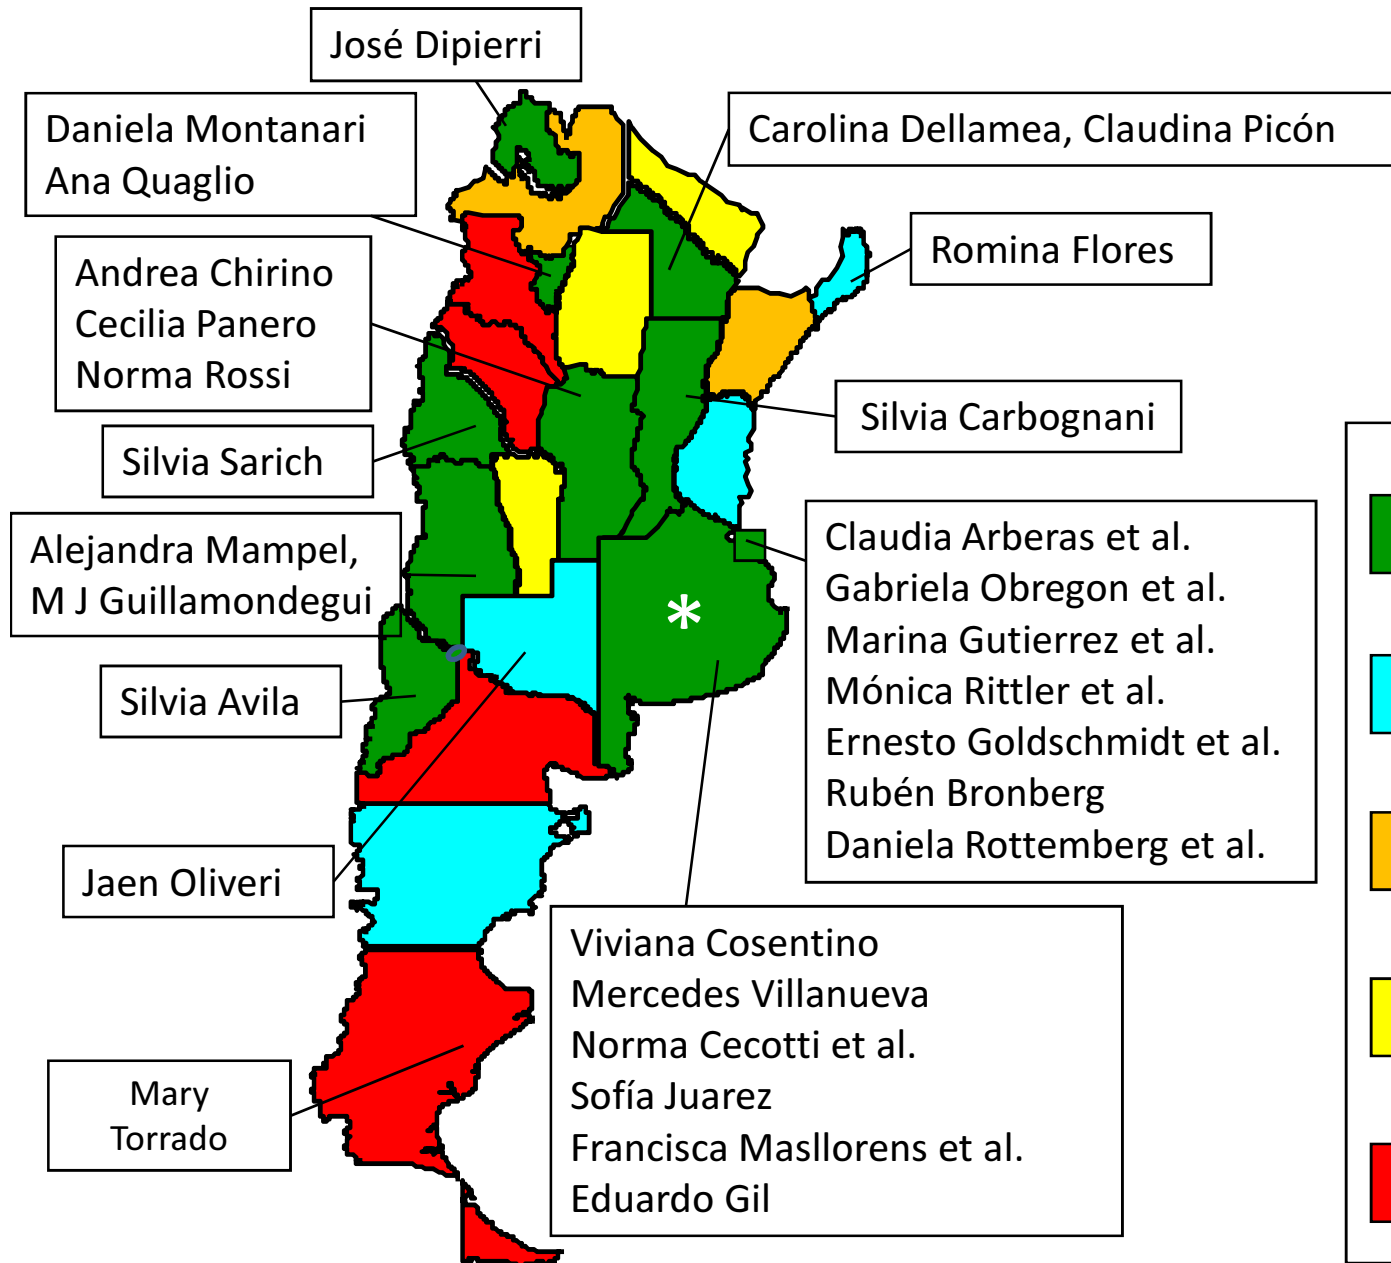 José Dipierri
Daniela Montanari
Ana Quaglio
Carolina Dellamea, Claudina Picón
Romina Flores
Andrea Chirino
Cecilia Panero
Norma Rossi
Silvia Carbognani
Silvia Sarich
Alejandra Mampel,
M J Guillamondegui
Claudia Arberas et al.
Gabriela Obregon et al.
Marina Gutierrez et al.
Mónica Rittler et al.
Ernesto Goldschmidt et al.
Rubén Bronberg
Daniela Rottemberg et al.
*
Silvia Avila
Jaen Oliveri
Viviana Cosentino
Mercedes Villanueva
Norma Cecotti et al.
Sofía Juarez
Francisca Masllorens et al.
Eduardo Gil
Mary
Torrado